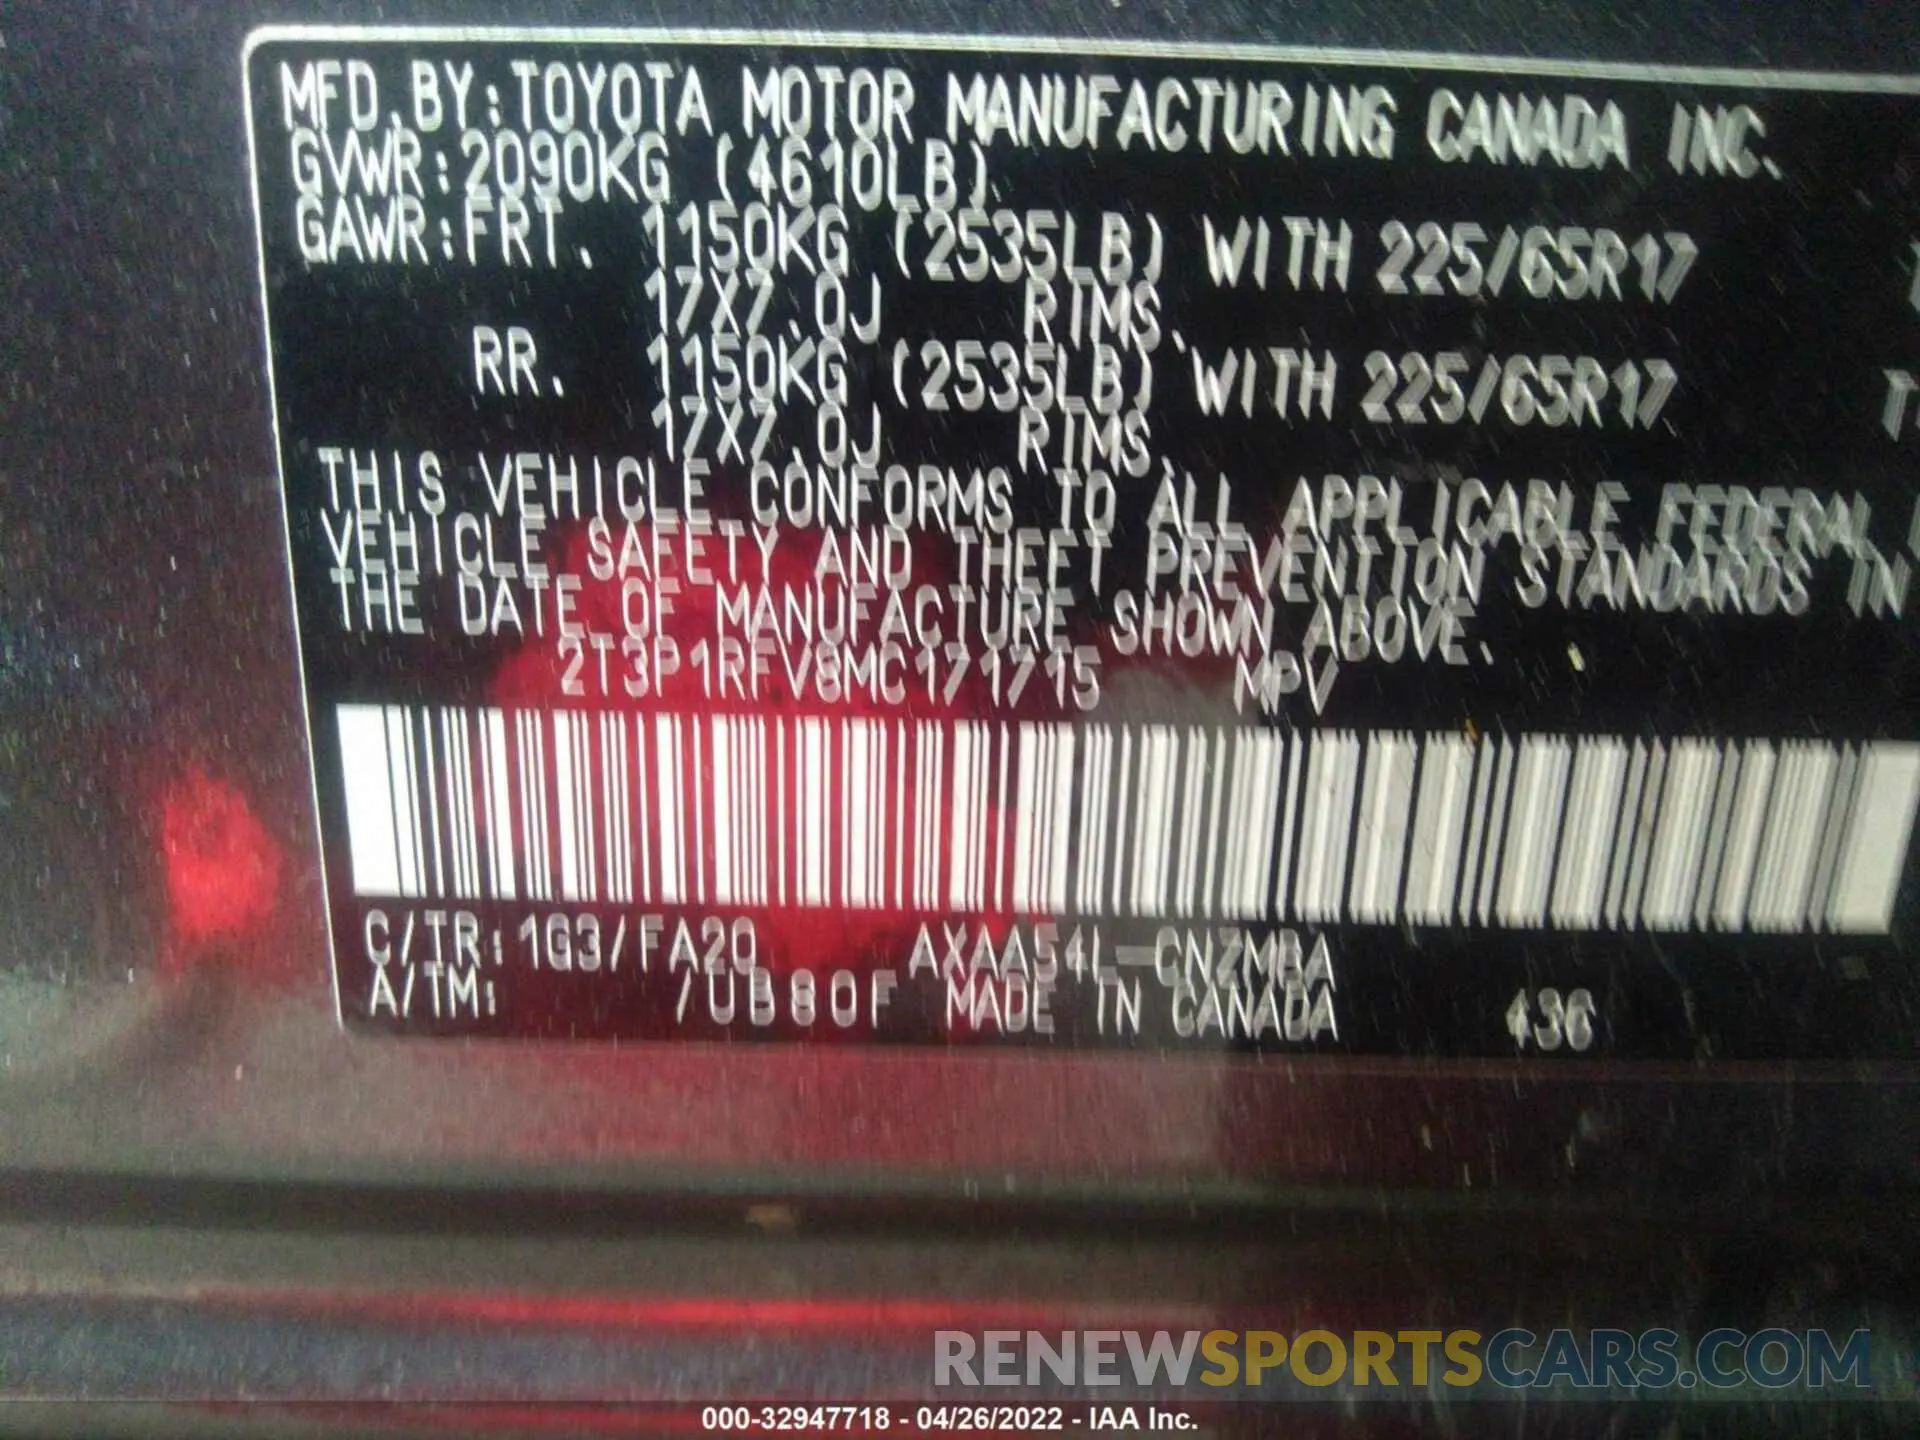 MFD.BY:TOYOTA MOTOR MANUFACTURING CANADA INC.
GVWR:2090KG (4610LB)
GAWR:FRT. 1150KG (2535LB) WITH 225/65R17
17X7.0J RIMS.
RR. 1150KG (2535LB) WITH 225/65R17
17X7.0J RIMS.
THIS VEHICLE CONFORMS TO ALL APPLICABLE FEDERAL
VEHICLE SAFETY AND THEFT PREVENTION STANDARDS IN
THE DATE OF MANUFACTURE SHOWN ABOVE.
2T3P1RFV8MC171715 MPV
C/TR:1G3/FA20 AXAA54L-CNZMBA
A/TM: /UB80F MADE IN CANADA 436
RENEWSPORTSCARS.COM
000-32947718 - 04/26/2022 - IAA Inc.